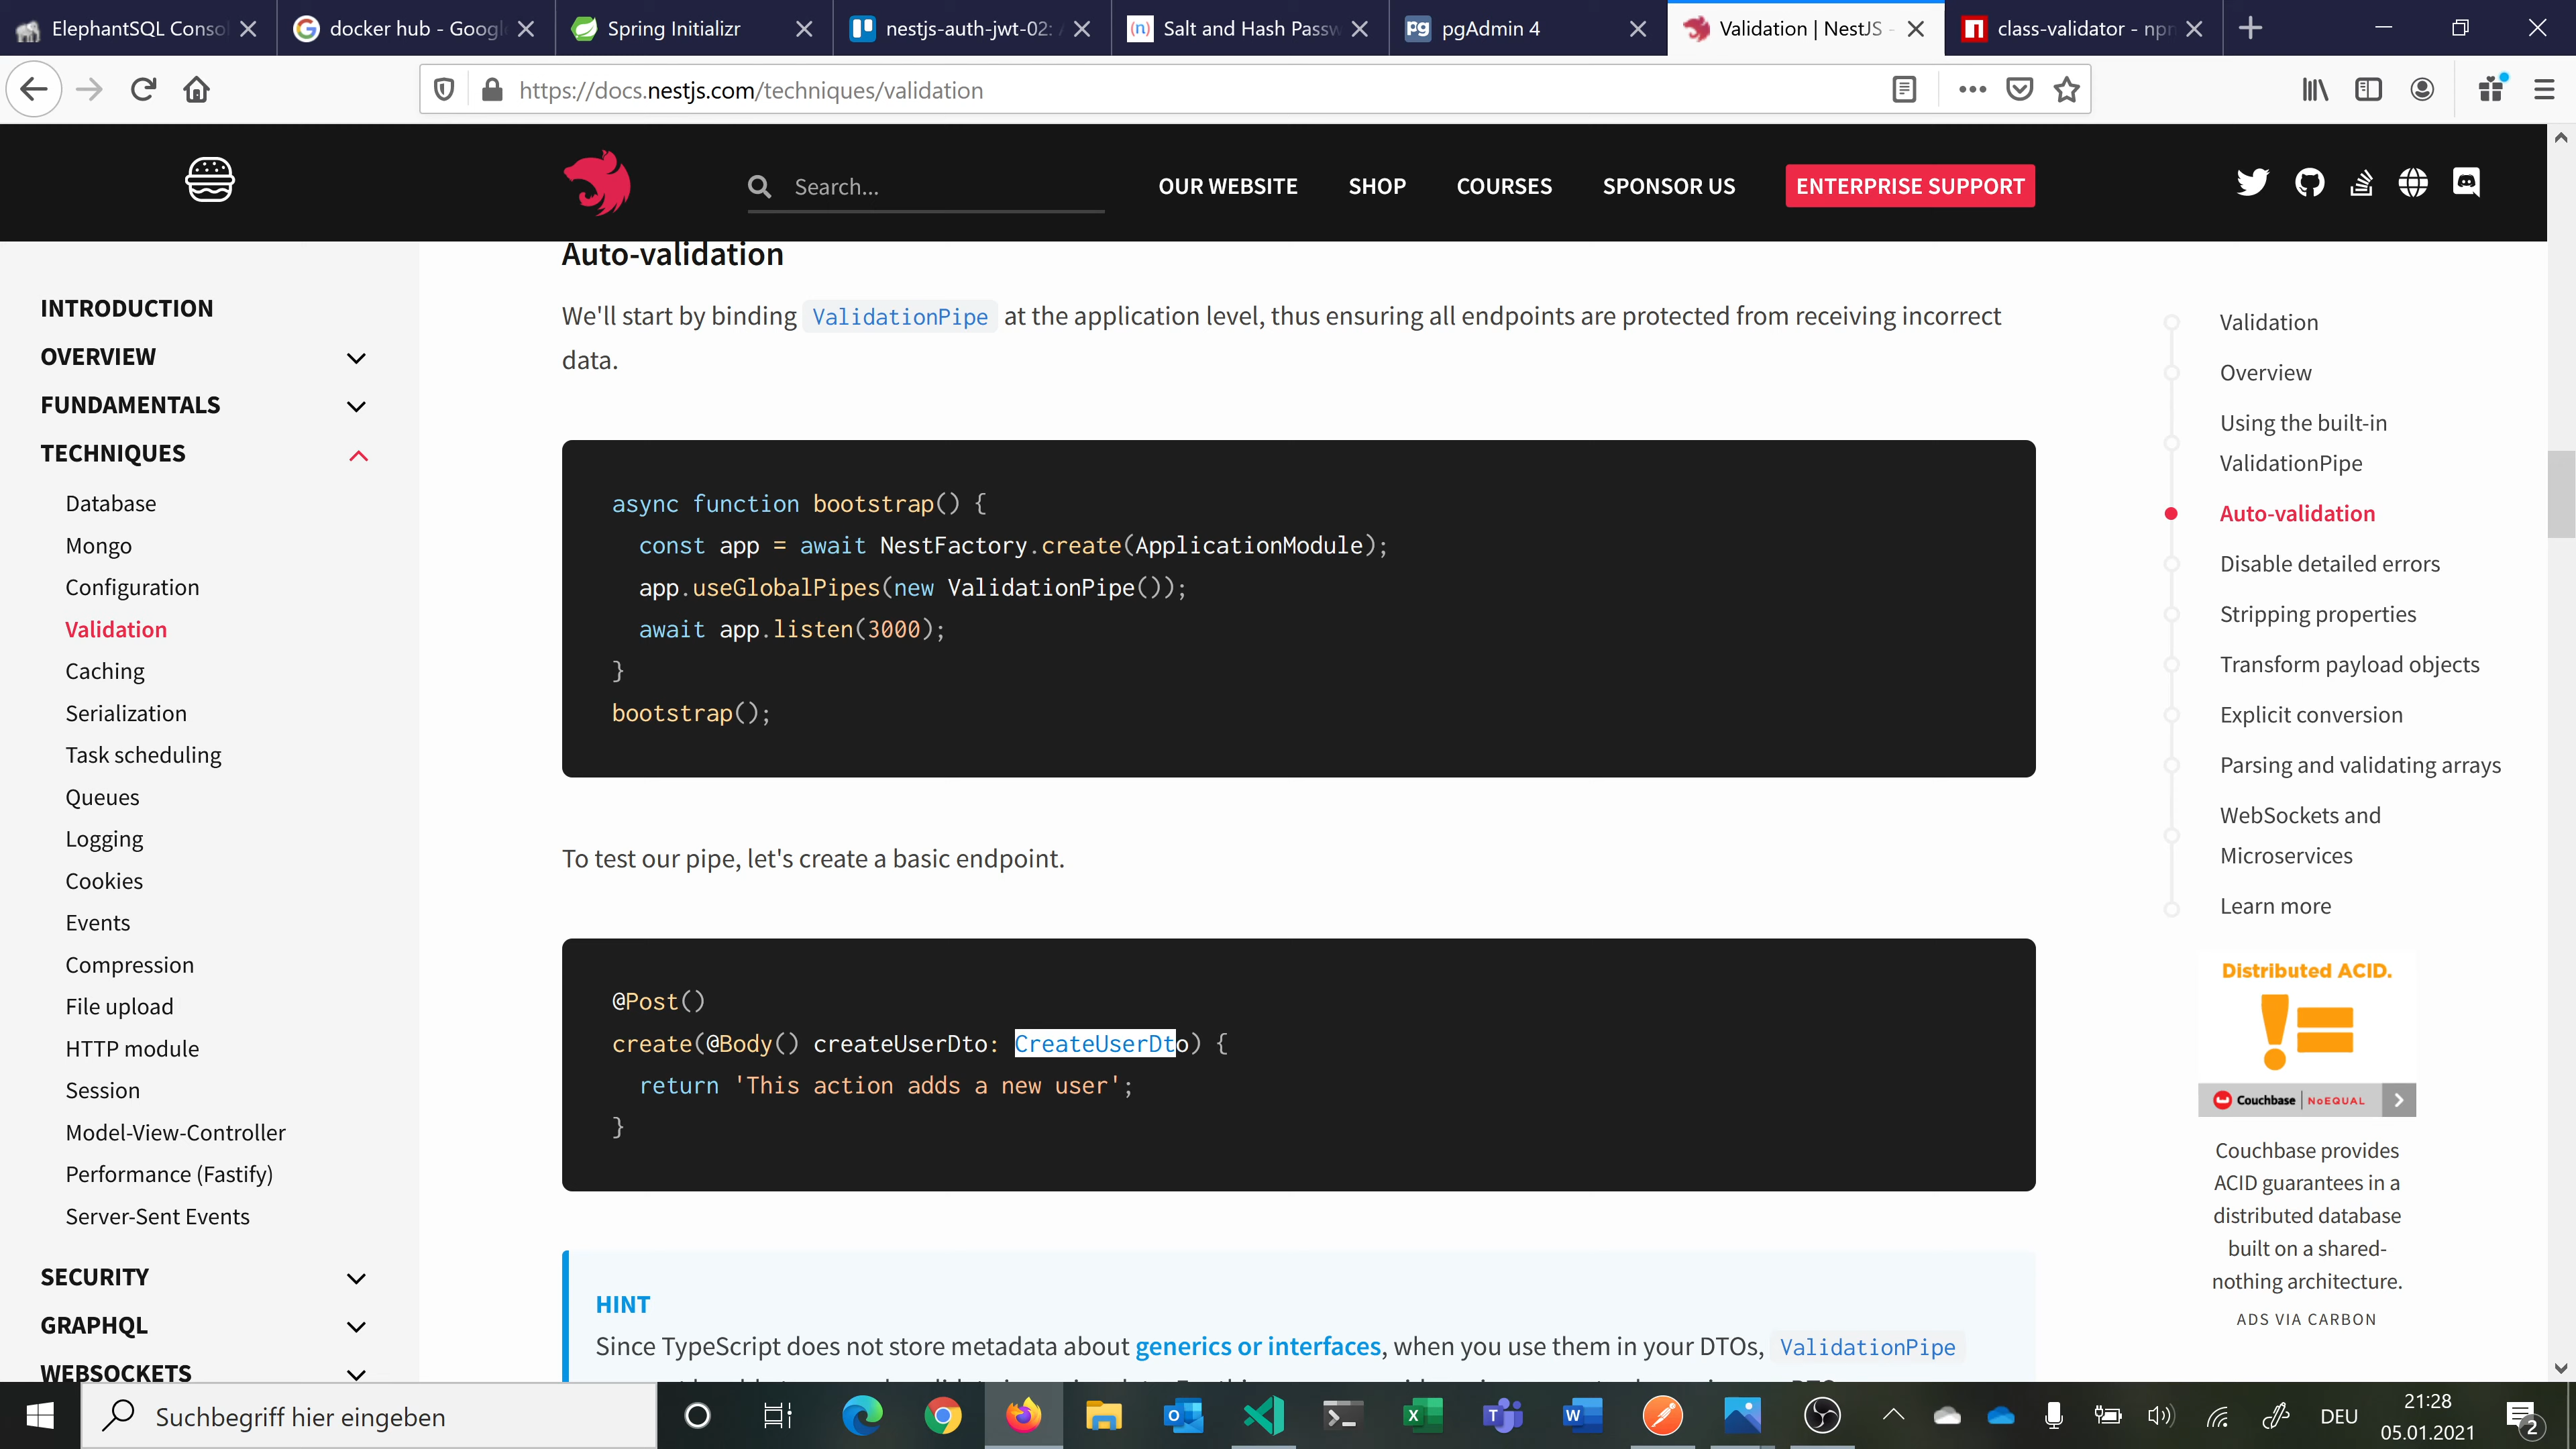 ElephantSQL Consol
docker hub - Google
Spring Initializr
nestjs-auth-jwt-02:
Salt and Hash Passw
pgAdmin 4
Validation | NestJS -
class-validator - npm
https://docs.nestjs.com/techniques/validation
Search...
OUR WEBSITE
SHOP
COURSES
SPONSOR US
ENTERPRISE SUPPORT
INTRODUCTION
OVERVIEW
FUNDAMENTALS
TECHNIQUES
Database
Mongo
Configuration
Validation
Caching
Serialization
Task scheduling
Queues
Logging
Cookies
Events
Compression
File upload
HTTP module
Session
Model-View-Controller
Performance (Fastify)
Server-Sent Events
SECURITY
GRAPHQL
WEBSOCKETS
Auto-validation
We'll start by binding ValidationPipe at the application level, thus ensuring all endpoints are protected from receiving incorrect
data.
async function bootstrap() {
const app = await NestFactory.create(ApplicationModule);
app.useGlobalPipes(new ValidationPipe());
await app.listen(3000);
}
bootstrap();
To test our pipe, let's create a basic endpoint.
@Post()
create(@Body() createUserDto: CreateUserDto) {
return 'This action adds a new user';
}
HINT
Since TypeScript does not store metadata about generics or interfaces, when you use them in your DTOs, ValidationPipe
Validation
Overview
Using the built-in
ValidationPipe
Auto-validation
Disable detailed errors
Stripping properties
Transform payload objects
Explicit conversion
Parsing and validating arrays
WebSockets and
Microservices
Learn more
Distributed ACID.
Couchbase | NoEQUAL
Couchbase provides
ACID guarantees in a
distributed database
built on a shared-
nothing architecture.
ADS VIA CARBON
Suchbegriff hier eingeben
DEU
21:28
05.01.2021
2